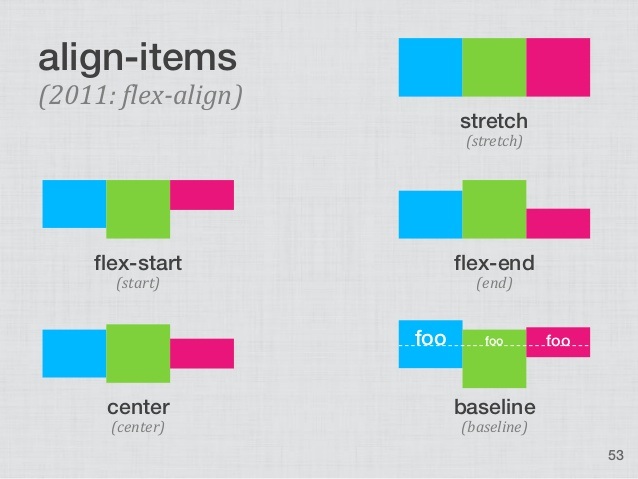 align-items
(2011: flex-align)
stretch
(stretch)
flex-start
(start)
flex-end
(end)
center
(center)
foo foo foo
baseline
(baseline)
53